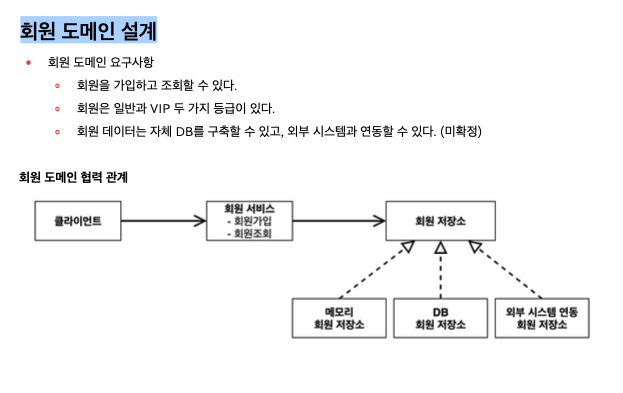 회원 도메인 설계
회원 도메인 요구사항
회원을 가입하고 조회할 수 있다.
회원은 일반과 VIP 두 가지 등급이 있다.
회원 데이터는 자체 DB를 구축할 수 있고, 외부 시스템과 연동할 수 있다. (미확정)
회원 도메인 협력 관계
클라이언트
회원 서비스
- 회원가입
- 회원조회
회원 저장소
메모리
회원 저장소
DB
회원 저장소
외부 시스템 연동
회원 저장소